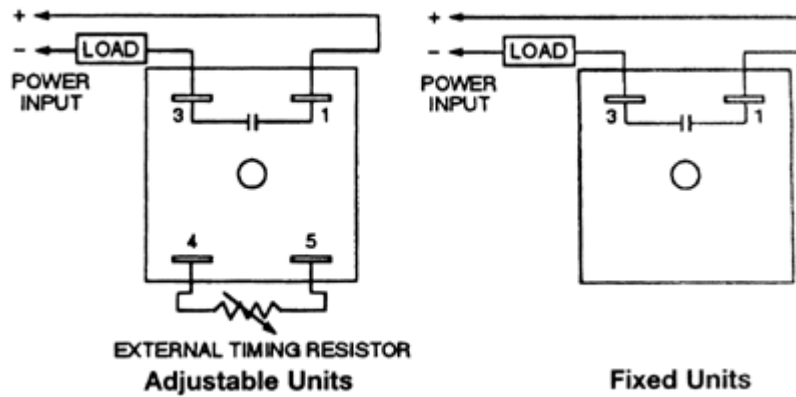 +
- LOAD
POWER
INPUT
3 1
4 5
EXTERNAL TIMING RESISTOR
Adjustable Units
+
- LOAD
POWER
INPUT
3 1
Fixed Units